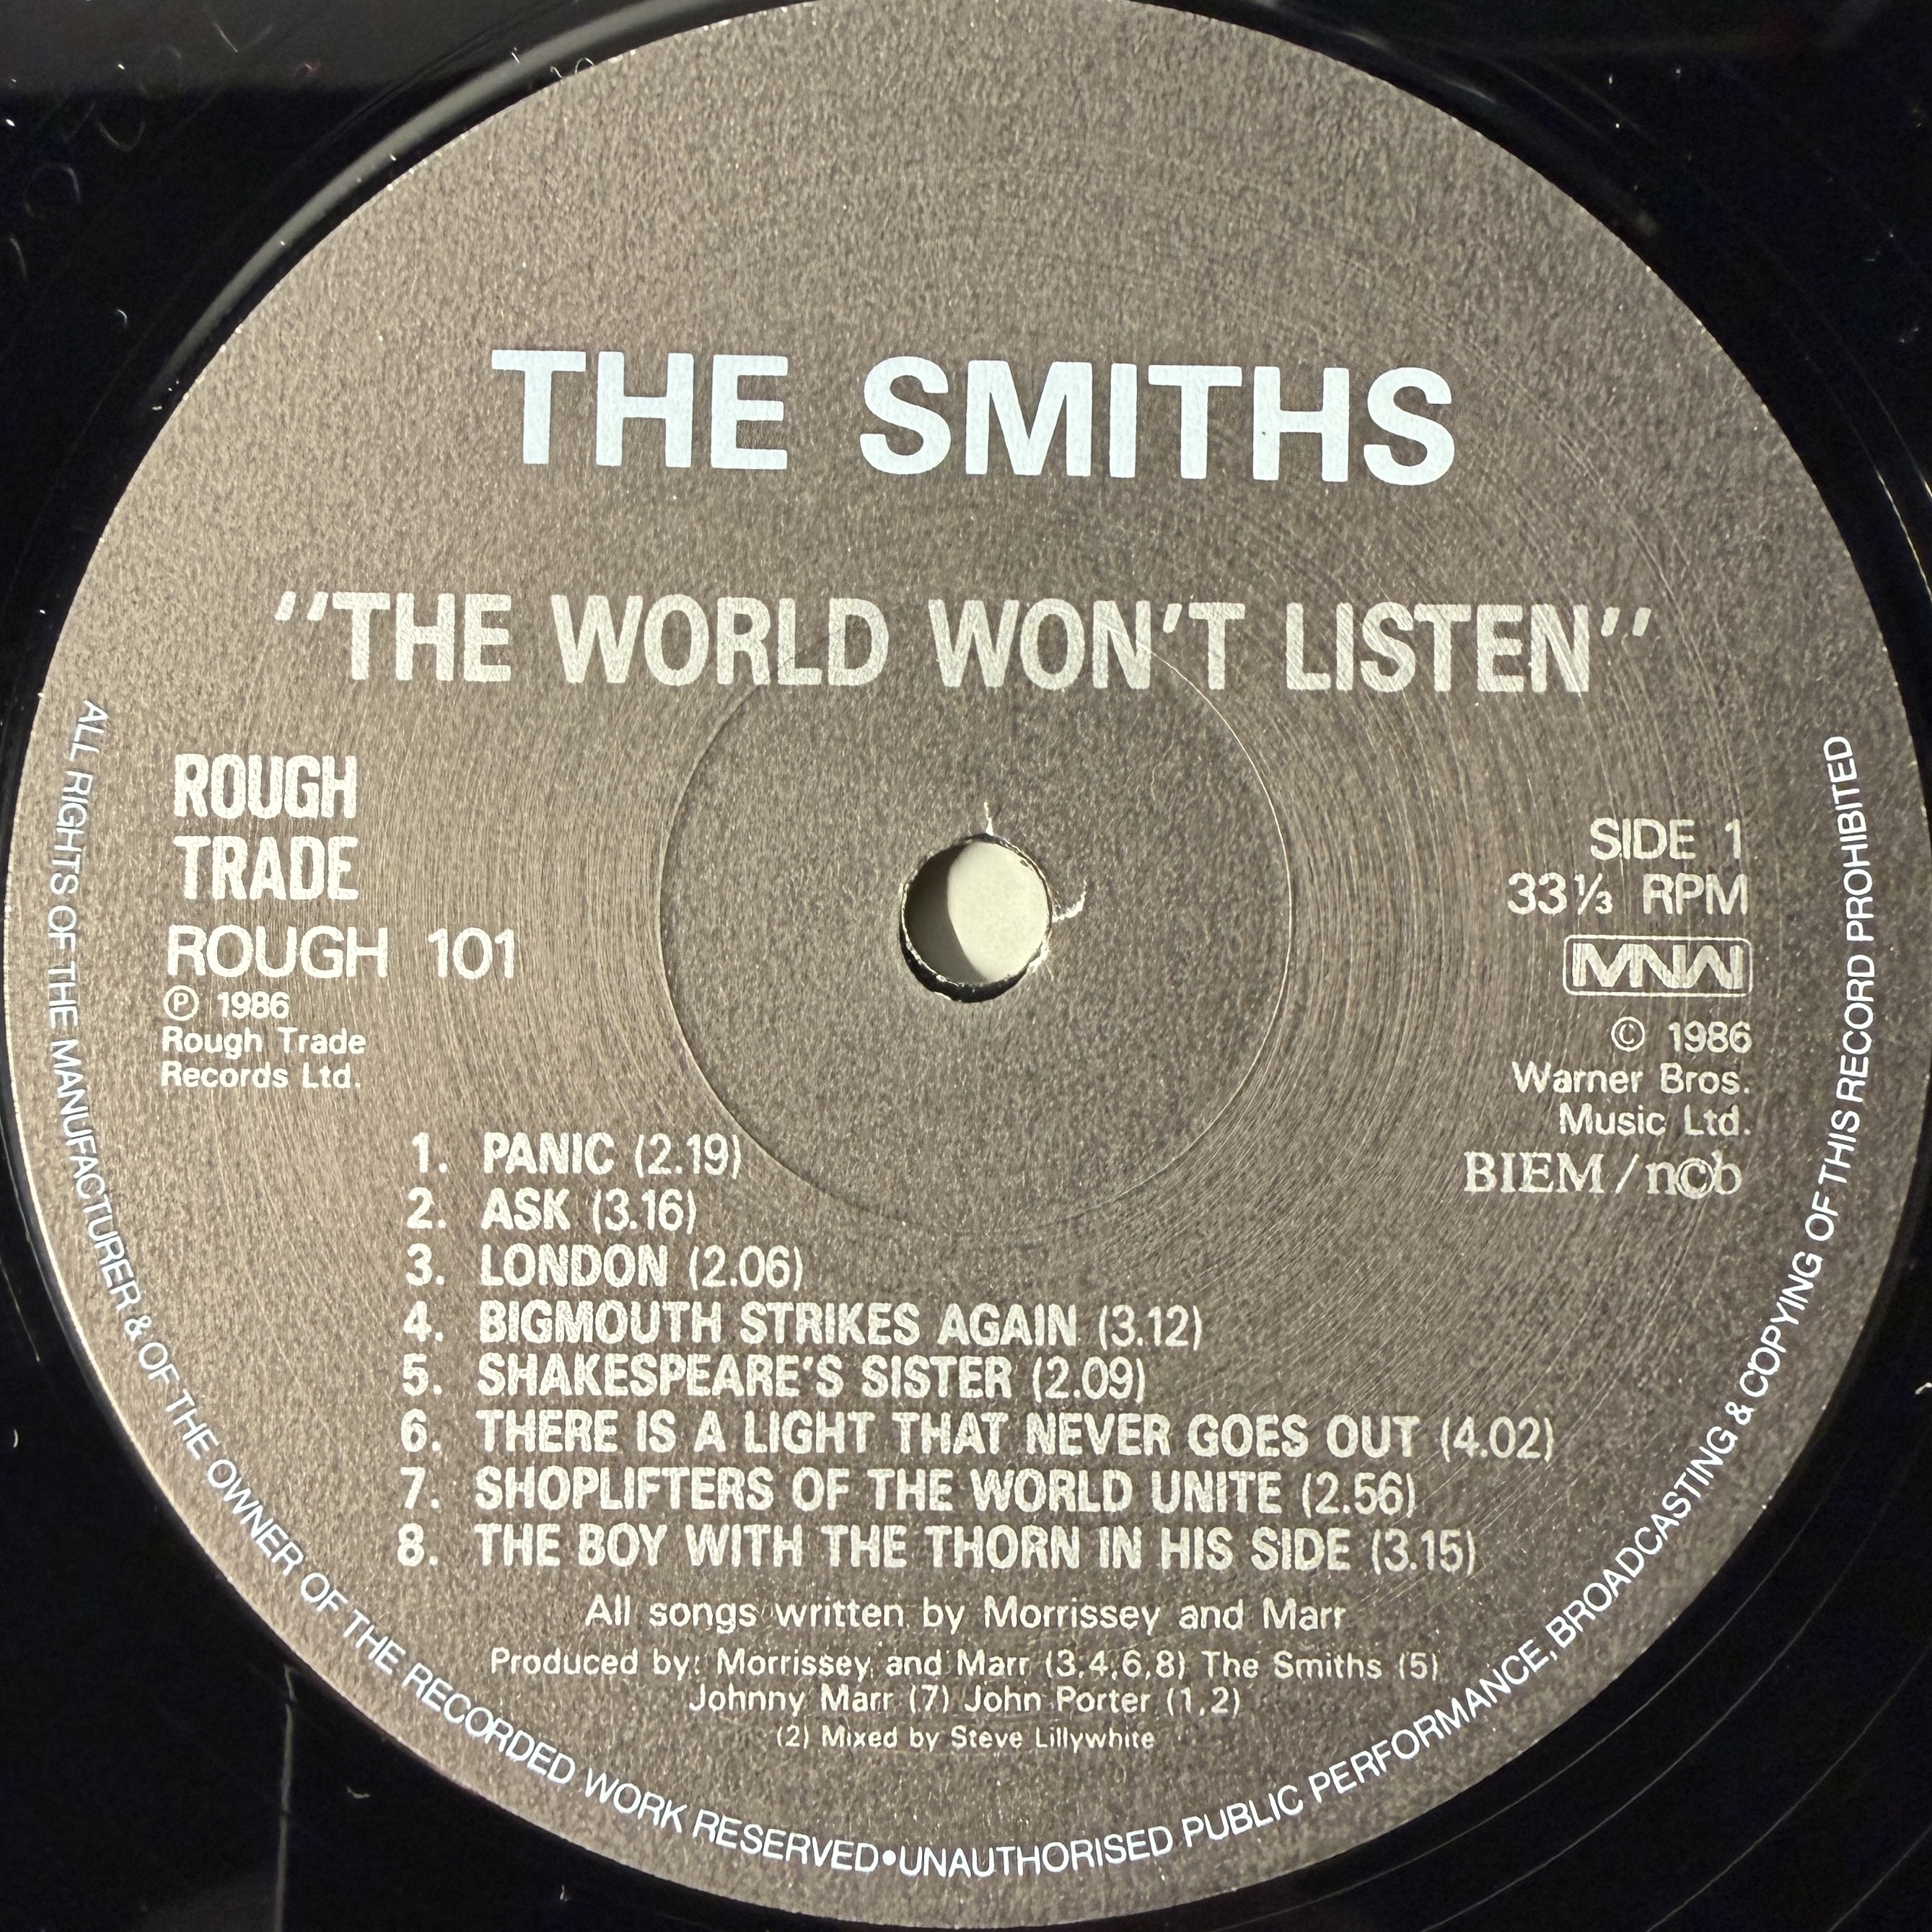 THE SMITHS
"THE WORLD WON'T LISTEN"
ROUGH
TRADE
ROUGH 101
Ⓟ 1986
Rough Trade
Records Ltd.
SIDE 1
33⅓ RPM
MNW
© 1986
Warner Bros.
Music Ltd.
BIEM/n©b
1. PANIC (2.19)
2. ASK (3.16)
3. LONDON (2.06)
4. BIGMOUTH STRIKES AGAIN (3.12)
5. SHAKESPEARE'S SISTER (2.09)
6. THERE IS A LIGHT THAT NEVER GOES OUT (4.02)
7. SHOPLIFTERS OF THE WORLD UNITE (2.56)
8. THE BOY WITH THE THORN IN HIS SIDE (3.15)
All songs written by Morrissey and Marr
Produced by: Morrissey and Marr (3,4,6,8) The Smiths (5)
Johnny Marr (7) John Porter (1,2)
(2) Mixed by Steve Lillywhite
ALL RIGHTS OF THE MANUFACTURER & OF THE OWNER OF THE RECORDED WORK RESERVED•UNAUTHORISED PUBLIC PERFORMANCE, BROADCASTING & COPYING OF THIS RECORD PROHIBITED